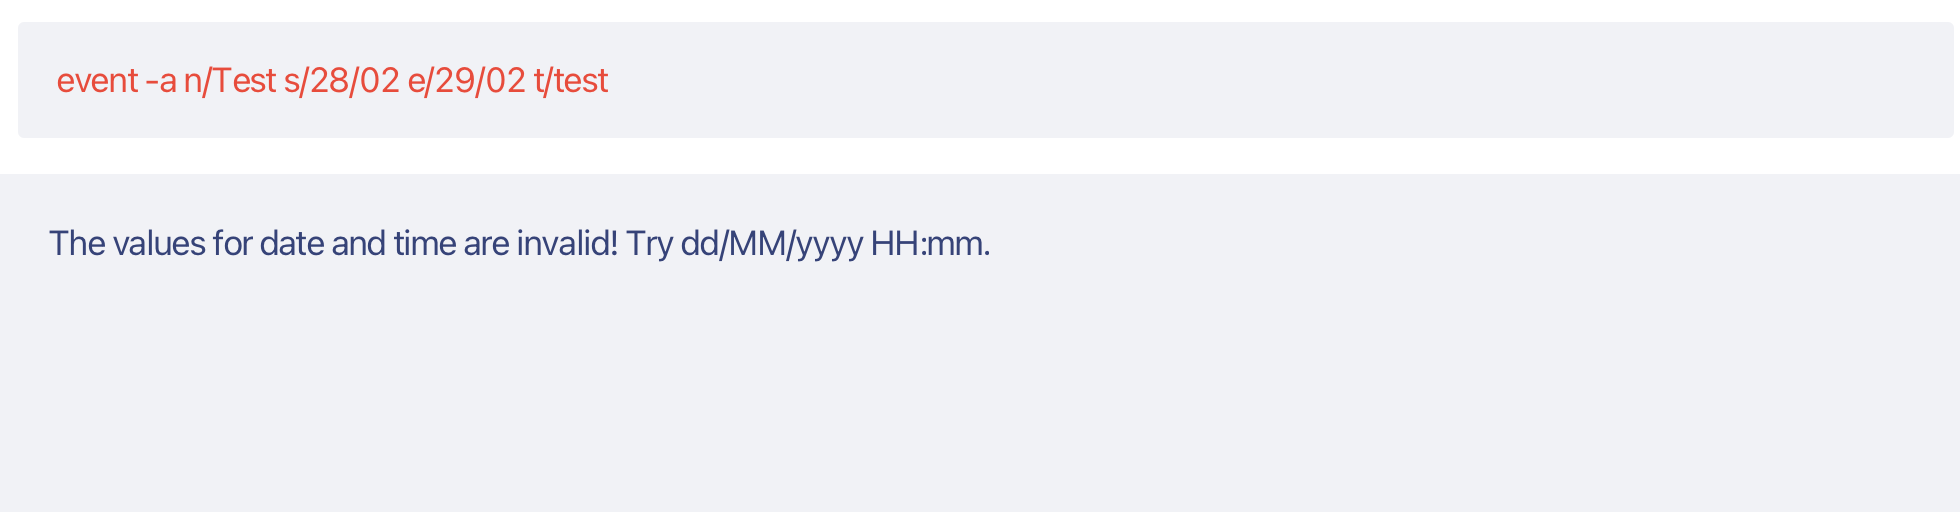 event -a n/Test s/28/02 e/29/02 t/test
The values for date and time are invalid! Try dd/MM/yyyy HH:mm.